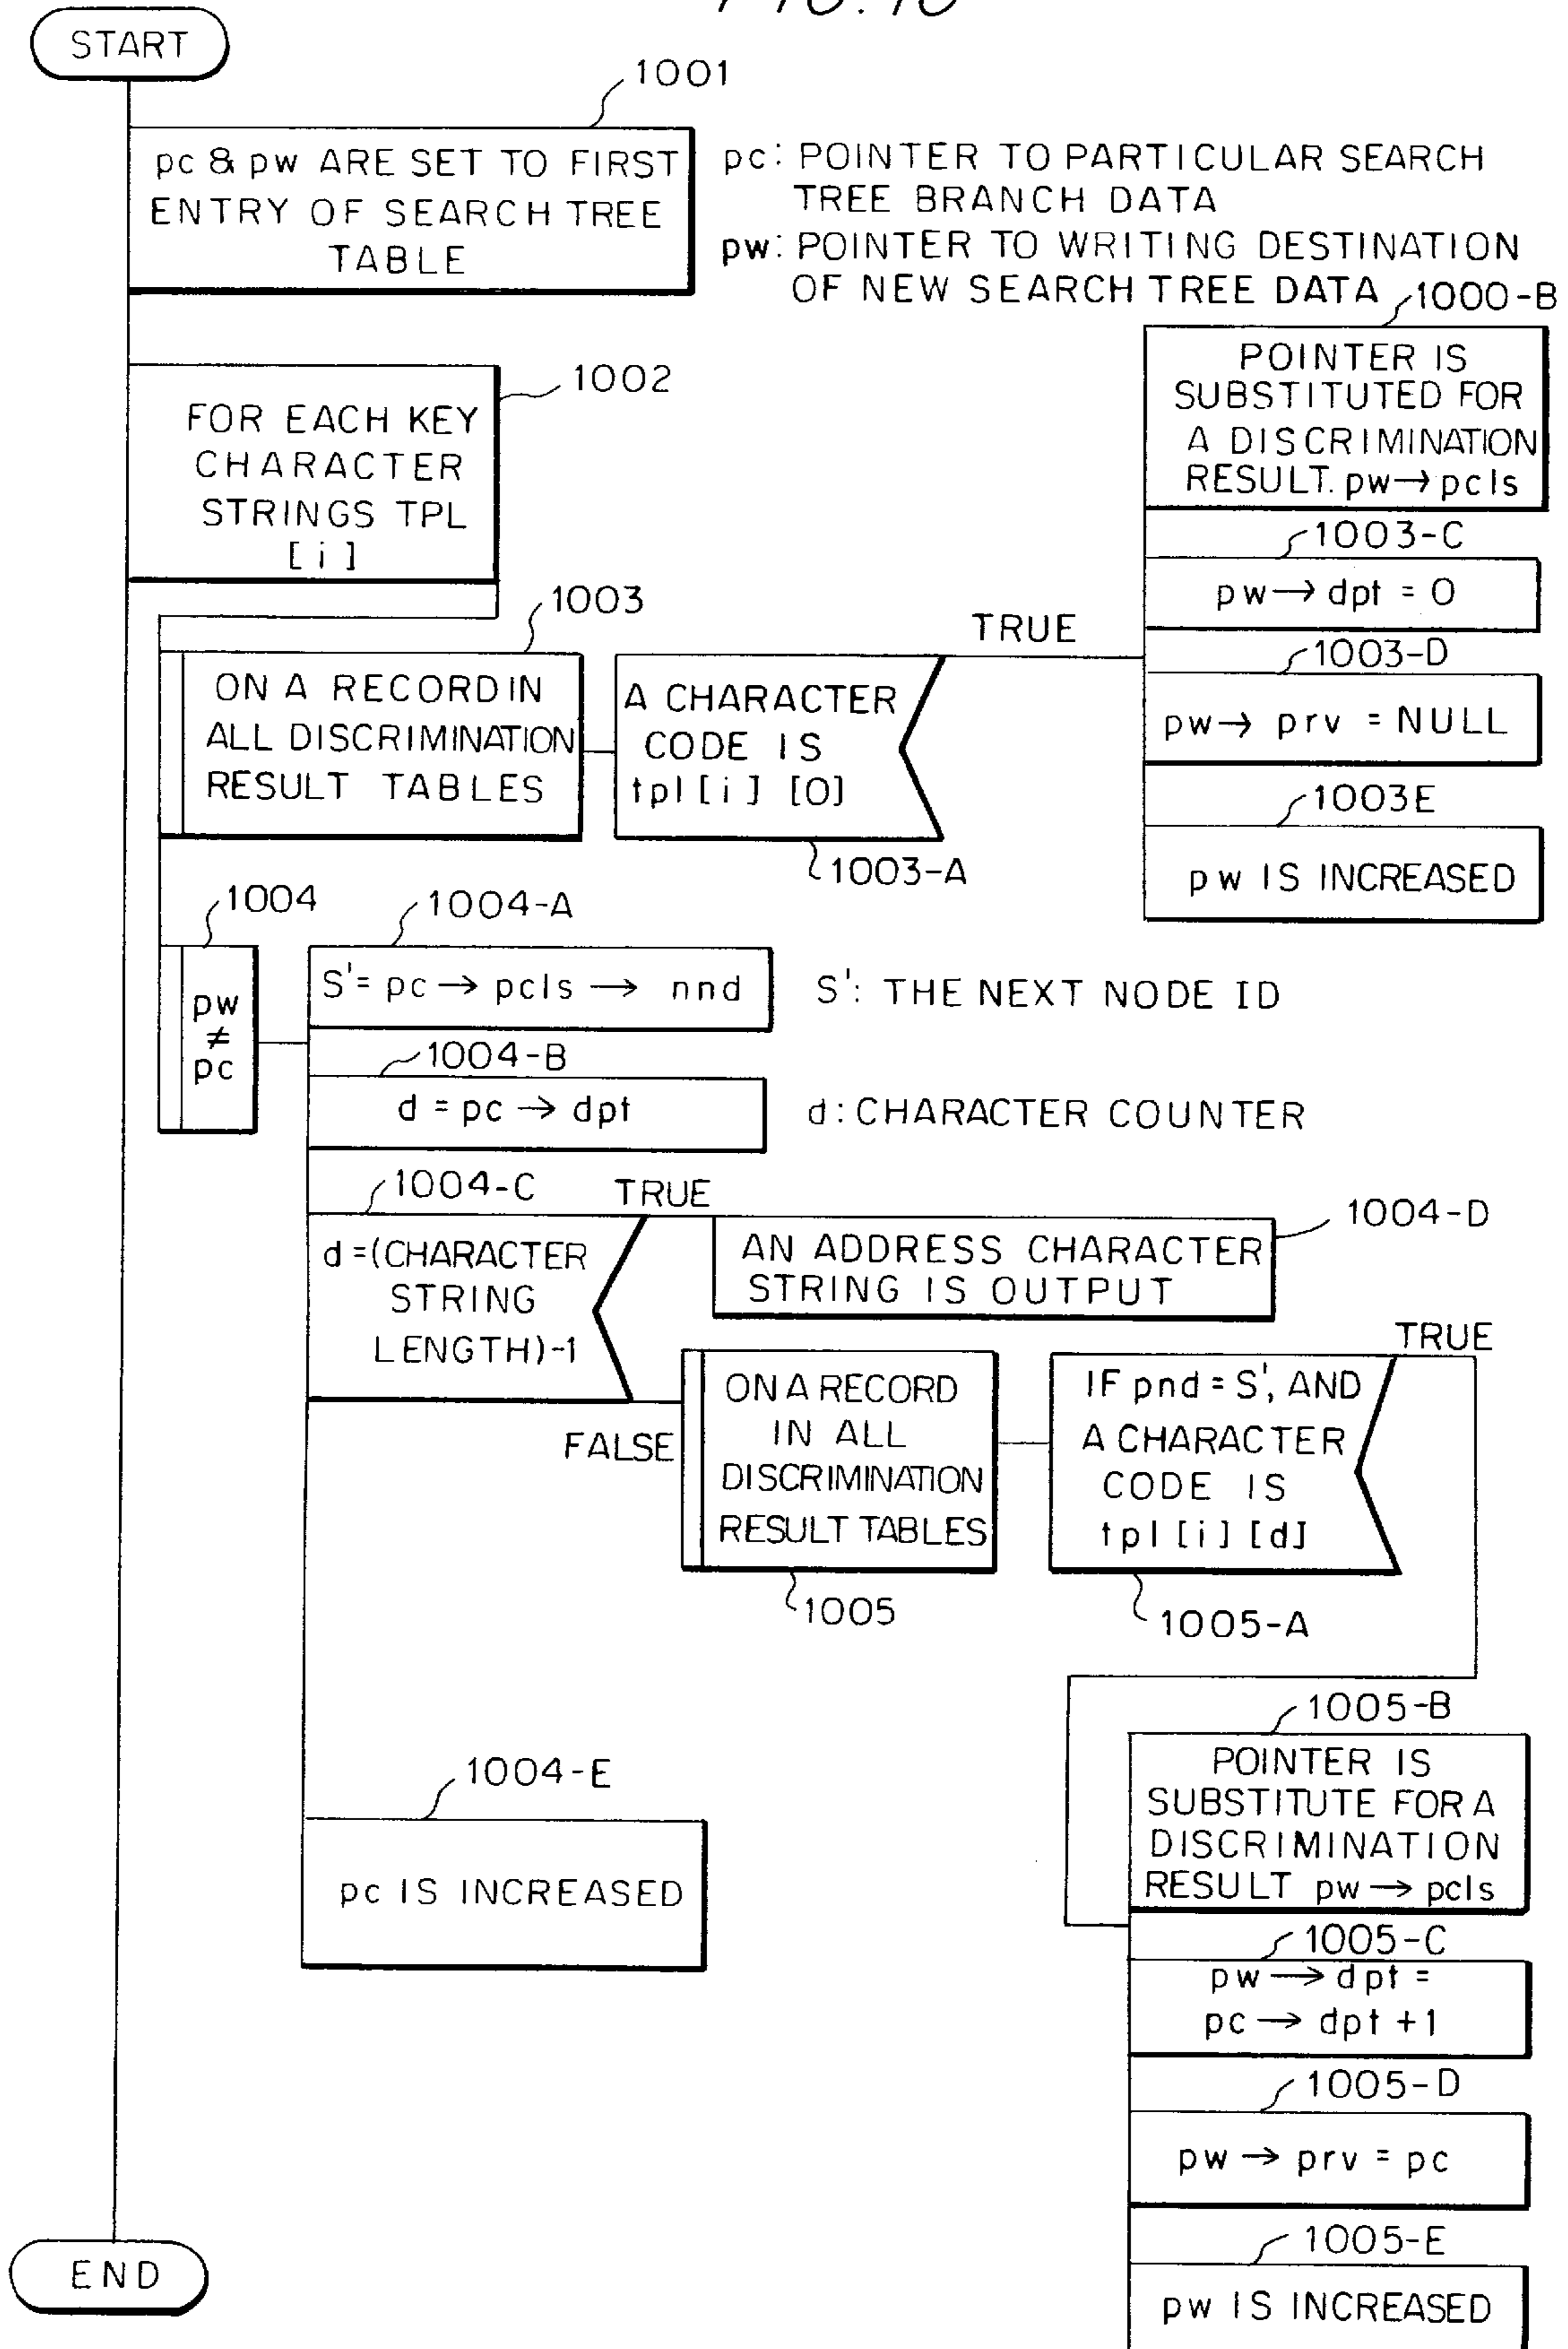 FIG. 10
START
1001
pc & pw ARE SET TO FIRST
ENTRY OF SEARCH TREE
TABLE
pc: POINTER TO PARTICULAR SEARCH
TREE BRANCH DATA
pw: POINTER TO WRITING DESTINATION
OF NEW SEARCH TREE DATA
1000-B
POINTER IS
SUBSTITUTED FOR
A DISCRIMINATION
RESULT. pw→pcls
1002
FOR EACH KEY
CHARACTER
STRINGS TPL
[i]
1003-C
pw→dpt = 0
1003
ON A RECORD IN
ALL DISCRIMINATION
RESULT TABLES
A CHARACTER
CODE IS
tpl[i] [0]
1003-A
TRUE
1003-D
pw→ prv = NULL
1003E
pw IS INCREASED
1004
pw
≠
pc
1004-A
S'= pc → pcls → nnd
S': THE NEXT NODE ID
1004-B
d = pc → dpt
d: CHARACTER COUNTER
1004-C
TRUE
d =(CHARACTER
STRING
LENGTH)-1
1004-D
AN ADDRESS CHARACTER
STRING IS OUTPUT
FALSE
ON A RECORD
IN ALL
DISCRIMINATION
RESULT TABLES
1005
TRUE
IF pnd = S', AND
A CHARACTER
CODE IS
tpl [i] [d]
1005-A
1005-B
POINTER IS
SUBSTITUTE FOR A
DISCRIMINATION
RESULT pw→pcls
1004-E
pc IS INCREASED
1005-C
pw → dpt =
pc → dpt +1
1005-D
pw → prv = pc
1005-E
pw IS INCREASED
END